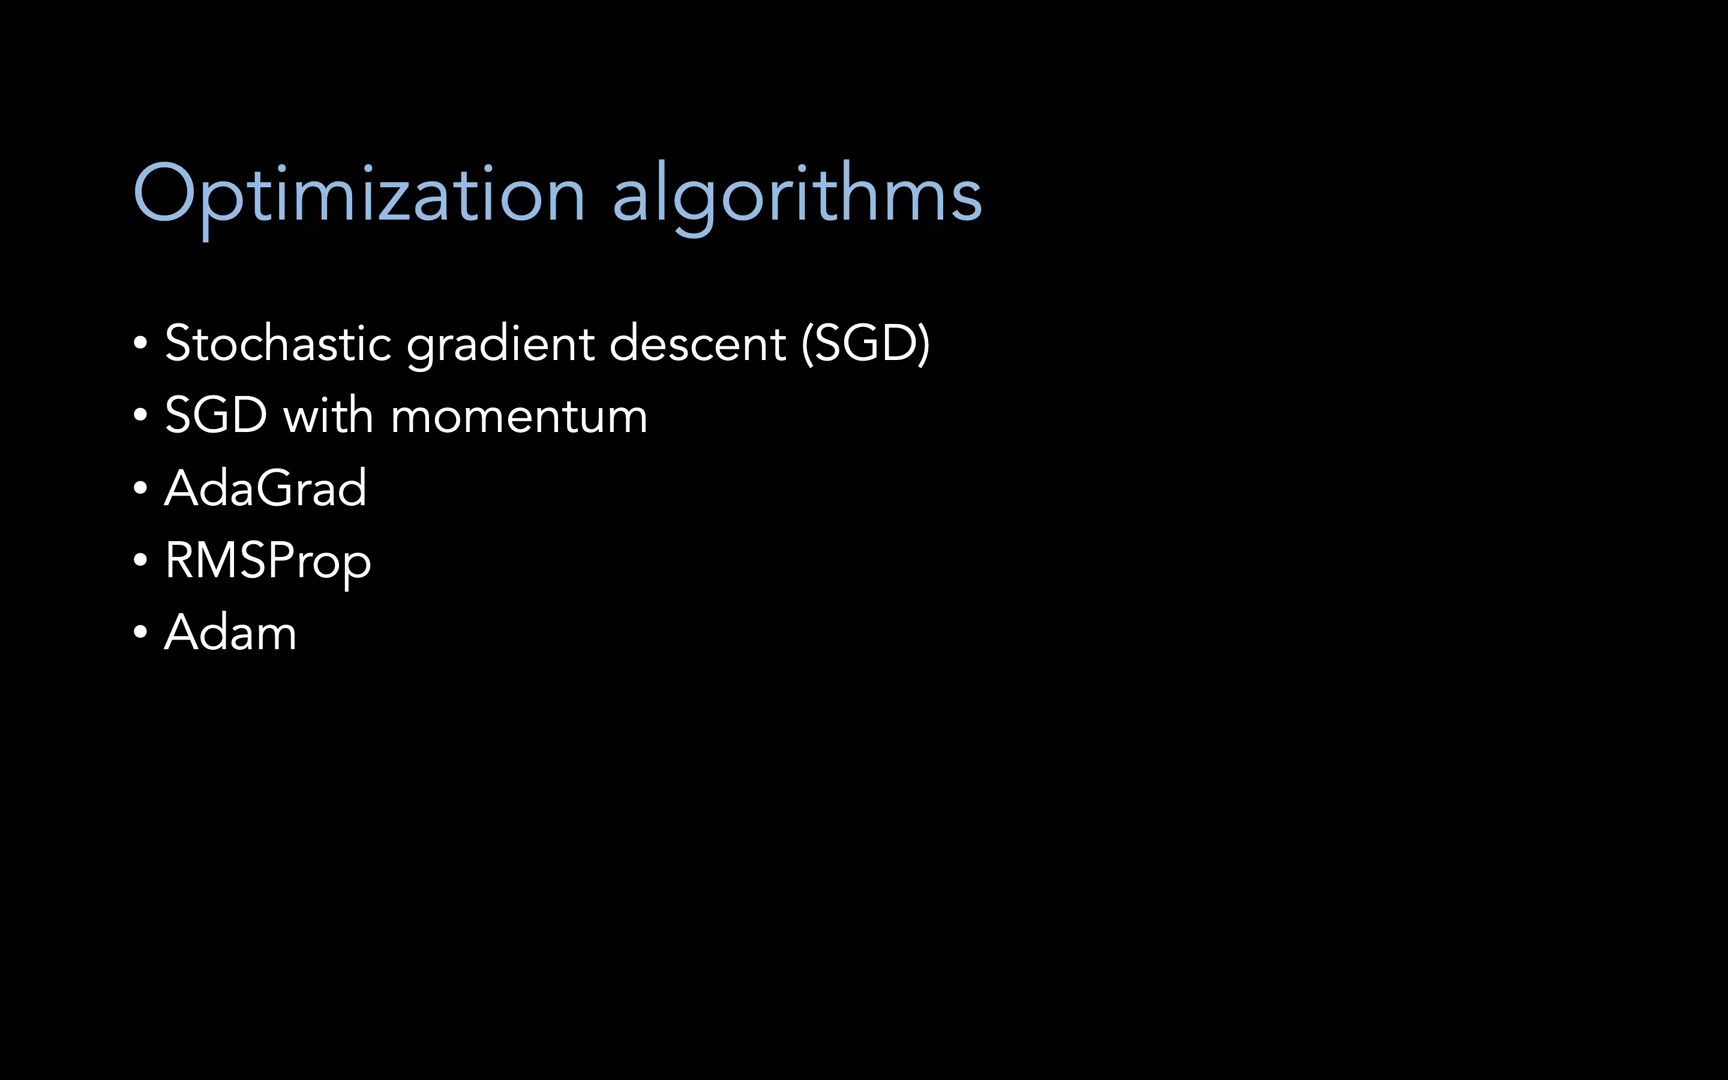 Optimization algorithms
• Stochastic gradient descent (SGD)
• SGD with momentum
• AdaGrad
• RMSProp
• Adam